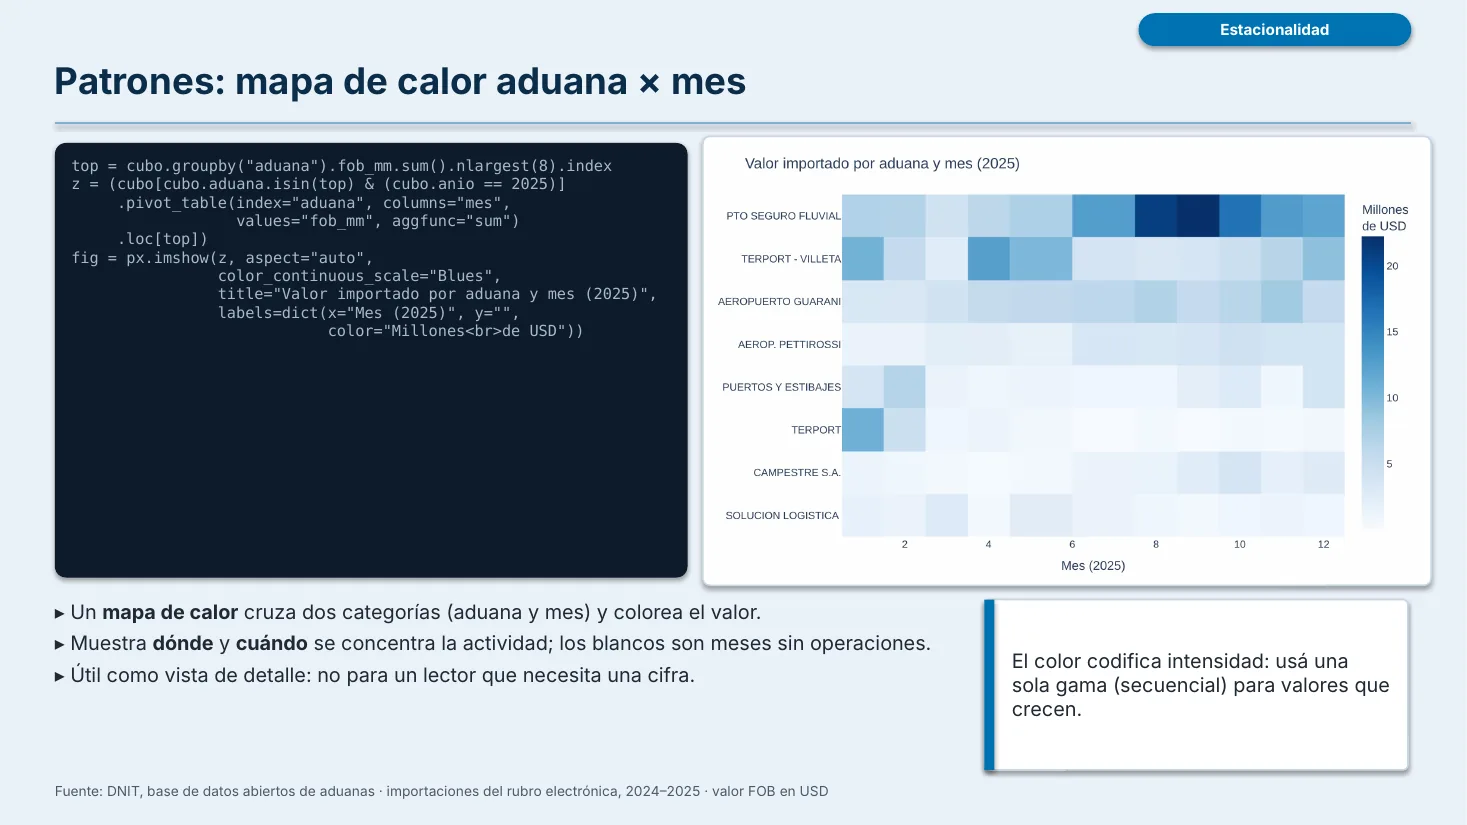 Estacionalidad
Patrones: mapa de calor aduana × mes
top = cubo.groupby("aduana").fob_mm.sum().nlargest(8).index
z = (cubo[cubo.aduana.isin(top) & (cubo.anio == 2025)]
     .pivot_table(index="aduana", columns="mes",
                  values="fob_mm", aggfunc="sum")
     .loc[top])
fig = px.imshow(z, aspect="auto",
                color_continuous_scale="Blues",
                title="Valor importado por aduana y mes (2025)",
                labels=dict(x="Mes (2025)", y="",
                            color="Millones<br>de USD"))
Valor importado por aduana y mes (2025)
PTO SEGURO FLUVIAL
TERPORT - VILLETA
AEROPUERTO GUARANI
AEROP. PETTIROSSI
PUERTOS Y ESTIBAJES
TERPORT
CAMPESTRE S.A.
SOLUCION LOGISTICA
2 4 6 8 10 12
Mes (2025)
Millones
de USD
20
15
10
5
▸ Un mapa de calor cruza dos categorías (aduana y mes) y colorea el valor.
▸ Muestra dónde y cuándo se concentra la actividad; los blancos son meses sin operaciones.
▸ Útil como vista de detalle: no para un lector que necesita una cifra.
El color codifica intensidad: usá una
sola gama (secuencial) para valores que
crecen.
Fuente: DNIT, base de datos abiertos de aduanas · importaciones del rubro electrónica, 2024–2025 · valor FOB en USD